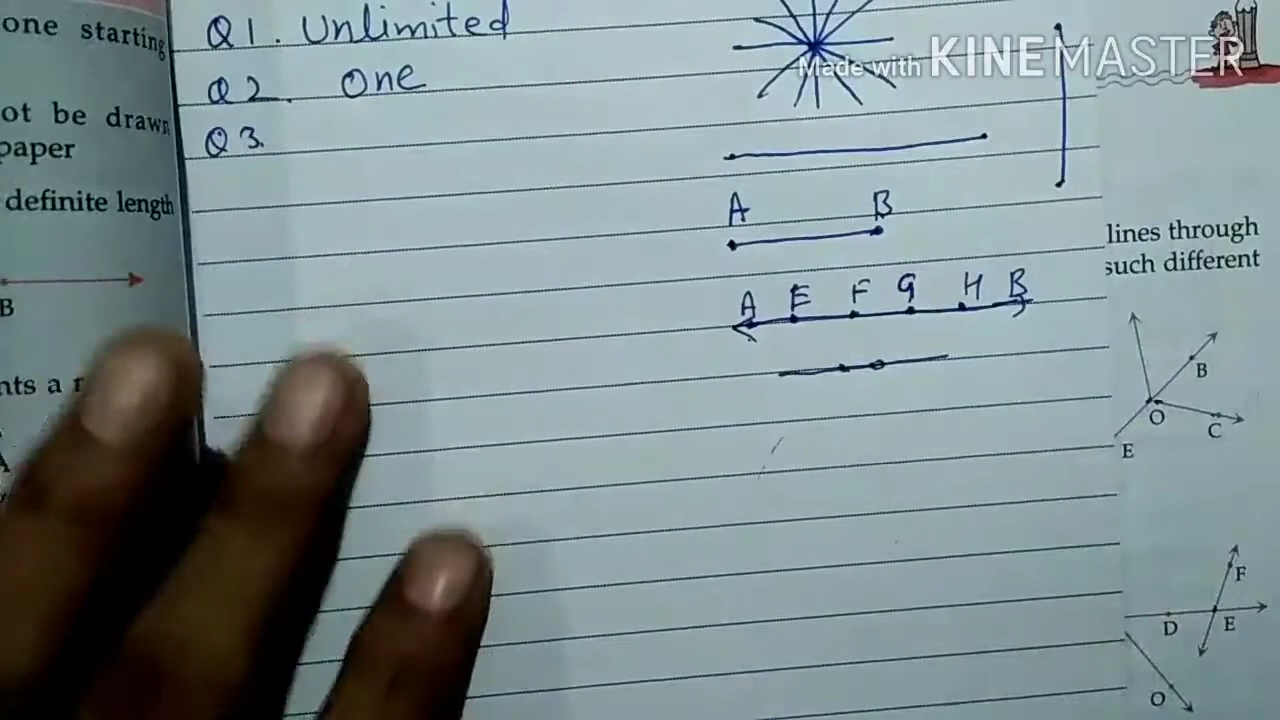 one starting
ot be drawn
paper
definite length
B
nts a
Q1. Unlimited
Q2. One
Q3.
Made with KINEMASTER
A B
A E F G H B
lines through
such different
B
O
C
E
F
D E
O